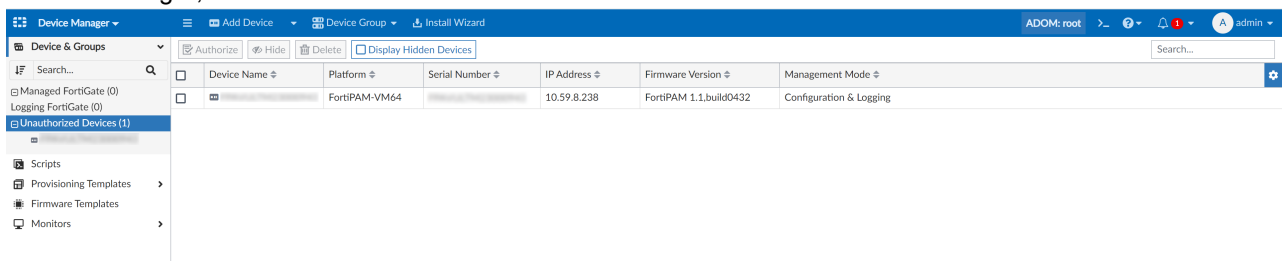 Device Manager
Add Device
Device Group
Install Wizard
ADOM: root
1
A
admin
Device & Groups
Authorize
Hide
Delete
Display Hidden Devices
Search...
Search...
Device Name
Platform
Serial Number
IP Address
Firmware Version
Management Mode
Managed FortiGate (0)
Logging FortiGate (0)
Unauthorized Devices (1)
FortiPAM-VM64
10.59.8.238
FortiPAM 1.1,build0432
Configuration & Logging
Scripts
Provisioning Templates
Firmware Templates
Monitors